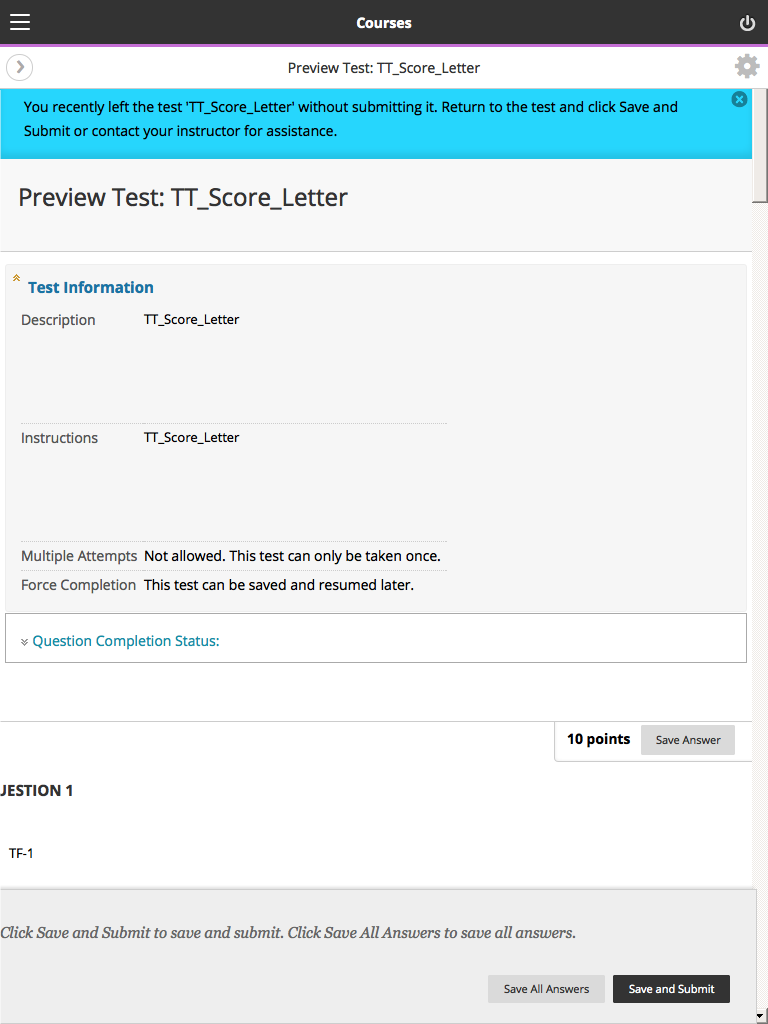 Courses
Preview Test: TT_Score_Letter
You recently left the test 'TT_Score_Letter' without submitting it. Return to the test and click Save and
Submit or contact your instructor for assistance.
Preview Test: TT_Score_Letter
Test Information
Description TT_Score_Letter
Instructions TT_Score_Letter
Multiple Attempts Not allowed. This test can only be taken once.
Force Completion This test can be saved and resumed later.
Question Completion Status:
10 points Save Answer
JESTION 1
TF-1
Click Save and Submit to save and submit. Click Save All Answers to save all answers.
Save All Answers Save and Submit